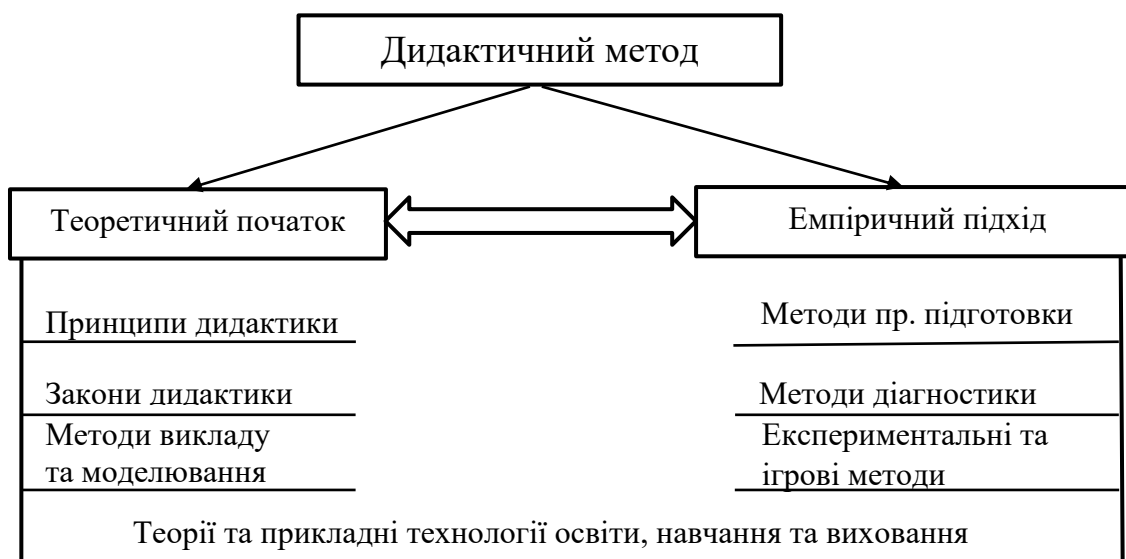 Дидактичний метод
Теоретичний початок
Емпіричний підхід
Принципи дидактики
Методи пр. підготовки
Закони дидактики
Методи діагностики
Методи викладу
та моделювання
Експериментальні та
ігрові методи
Теорії та прикладні технології освіти, навчання та виховання